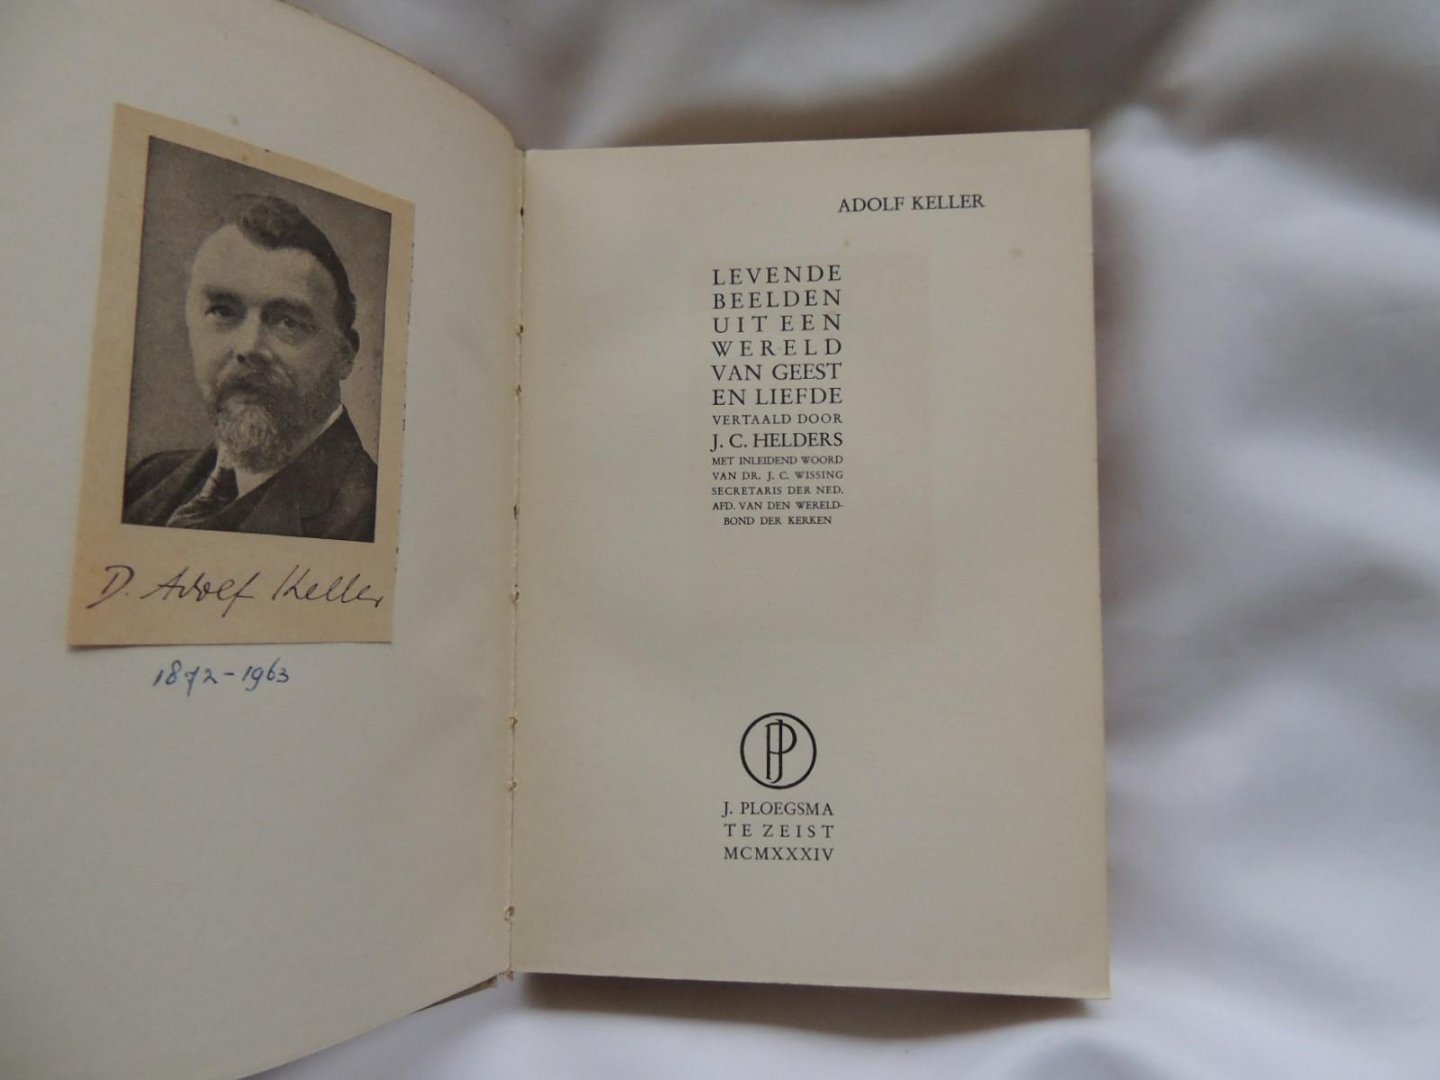 D. Adolf Keller
1872-1963
ADOLF KELLER
LEVENDE
BEELDEN
UIT EEN
WERELD
VAN GEEST
EN LIEFDE
VERTAALD DOOR
J. C. HELDERS
MET INLEIDEND WOORD
VAN DR. J. C. WISSING
SECRETARIS DER NED.
AFD. VAN DEN WERELD-
BOND DER KERKEN
JP
J. PLOEGSMA
TE ZEIST
MCMXXXIV